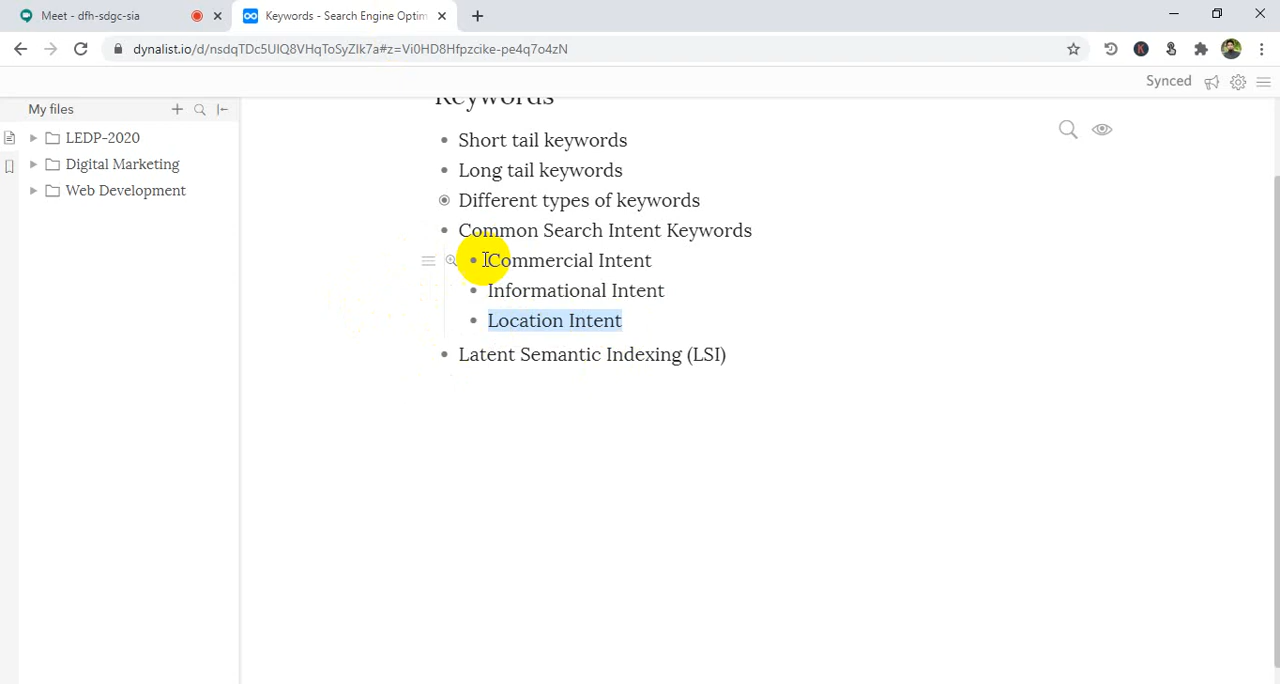 Meet - dfh-sdgc-sia
Keywords - Search Engine Optim
dynalist.io/d/nsdqTDc5UIQ8VHqToSyZIk7a#z=Vi0HD8Hfpzcike-pe4q7o4zN
K
Synced
My files
LEDP-2020
Digital Marketing
Web Development
Keywords
Short tail keywords
Long tail keywords
Different types of keywords
Common Search Intent Keywords
Commercial Intent
Informational Intent
Location Intent
Latent Semantic Indexing (LSI)